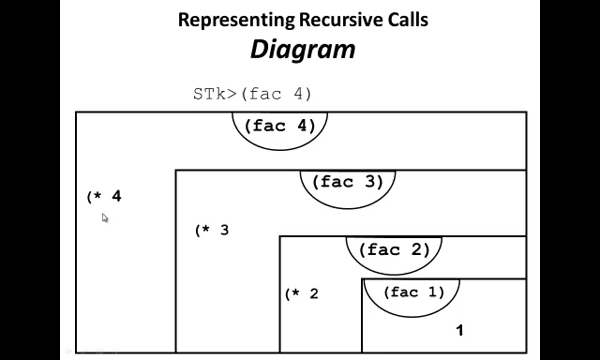 Representing Recursive Calls
Diagram
STk>(fac 4)
(fac 4)
(* 4
(fac 3)
(* 3
(fac 2)
(* 2
(fac 1)
1